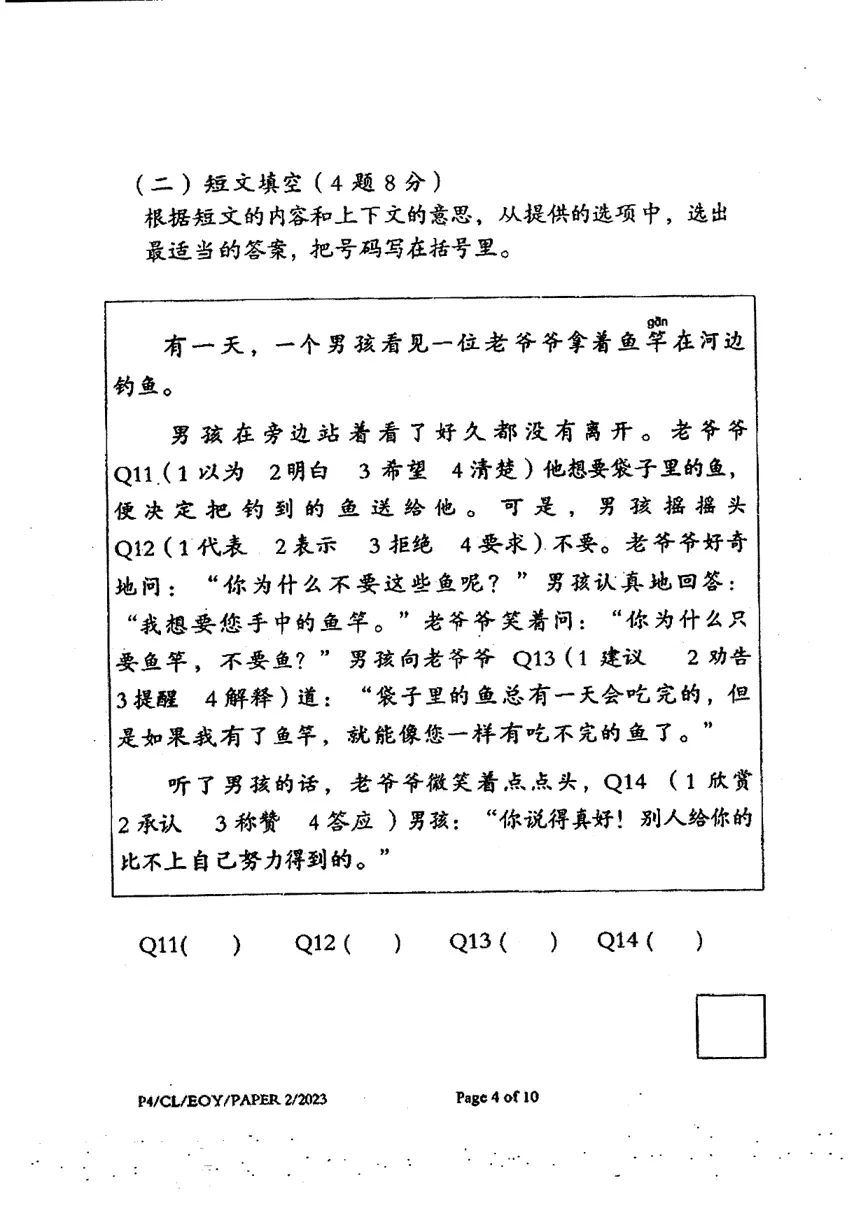 （二）短文填空（4 题 8 分）
根据短文的内容和上下文的意思，从提供的选项中，选出
最适当的答案，把号码写在括号里。
gān
有一天，一个男孩看见一位老爷爷拿着鱼竿在河边
钓鱼。
男孩在旁边站着看了好久都没有离开。老爷爷
Q11（1 以为 2明白 3 希望 4 清楚）他想要袋子里的鱼，
便决定把钓到的鱼送给他。可是，男孩摇摇头
Q12（1 代表 2 表示 3 拒绝 4 要求）不要。老爷爷好奇
地问：“你为什么不要这些鱼呢？”男孩认真地回答：
“我想要您手中的鱼竿。”老爷爷笑着问：“你为什么只
要鱼竿，不要鱼？”男孩向老爷爷 Q13（1 建议 2 劝告
3 提醒 4 解释）道：“袋子里的鱼总有一天会吃完的，但
是如果我有了鱼竿，就能像您一样有吃不完的鱼了。”
听了男孩的话，老爷爷微笑着点点头，Q14 （1 欣赏
2 承认 3 称赞 4 答应 ）男孩：“你说得真好！别人给你的
比不上自己努力得到的。”
Q11( ) Q12 ( ) Q13 ( ) Q14 ( )
P4/CL/EOY/PAPER 2/2023 Page 4 of 10